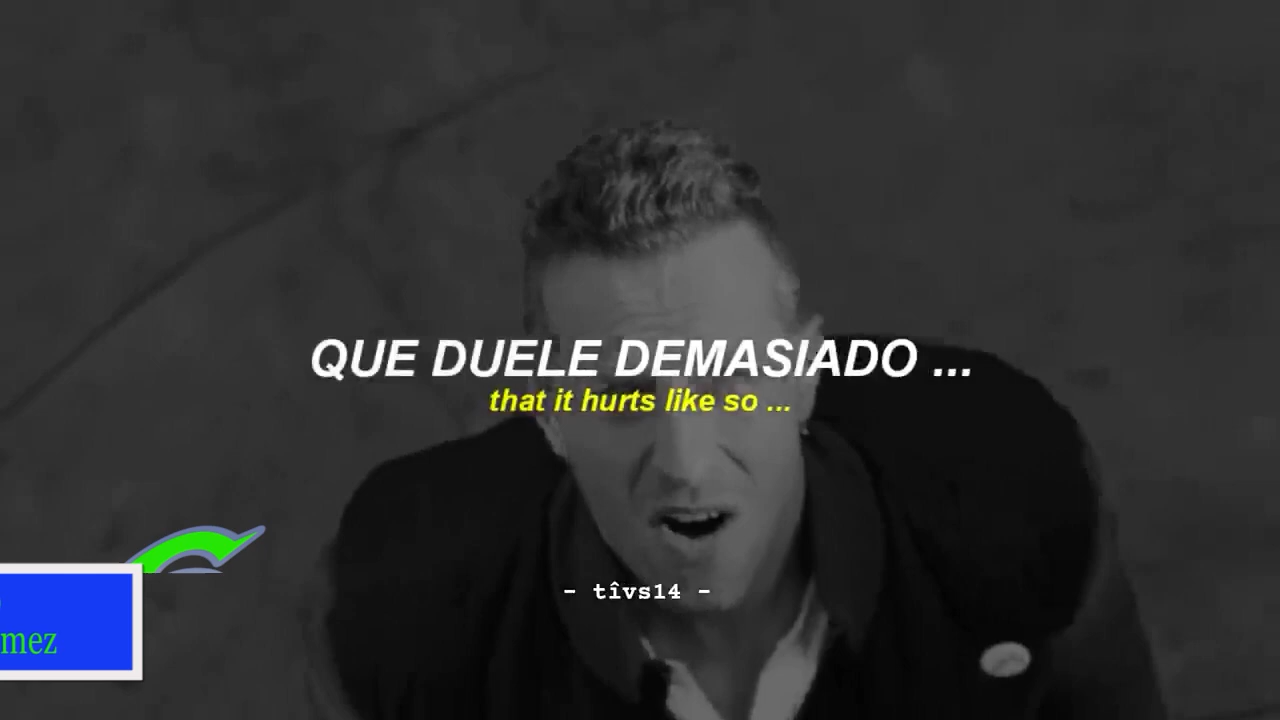 QUE DUELE DEMASIADO ...
that it hurts like so ...
- tîvs14 -
mez